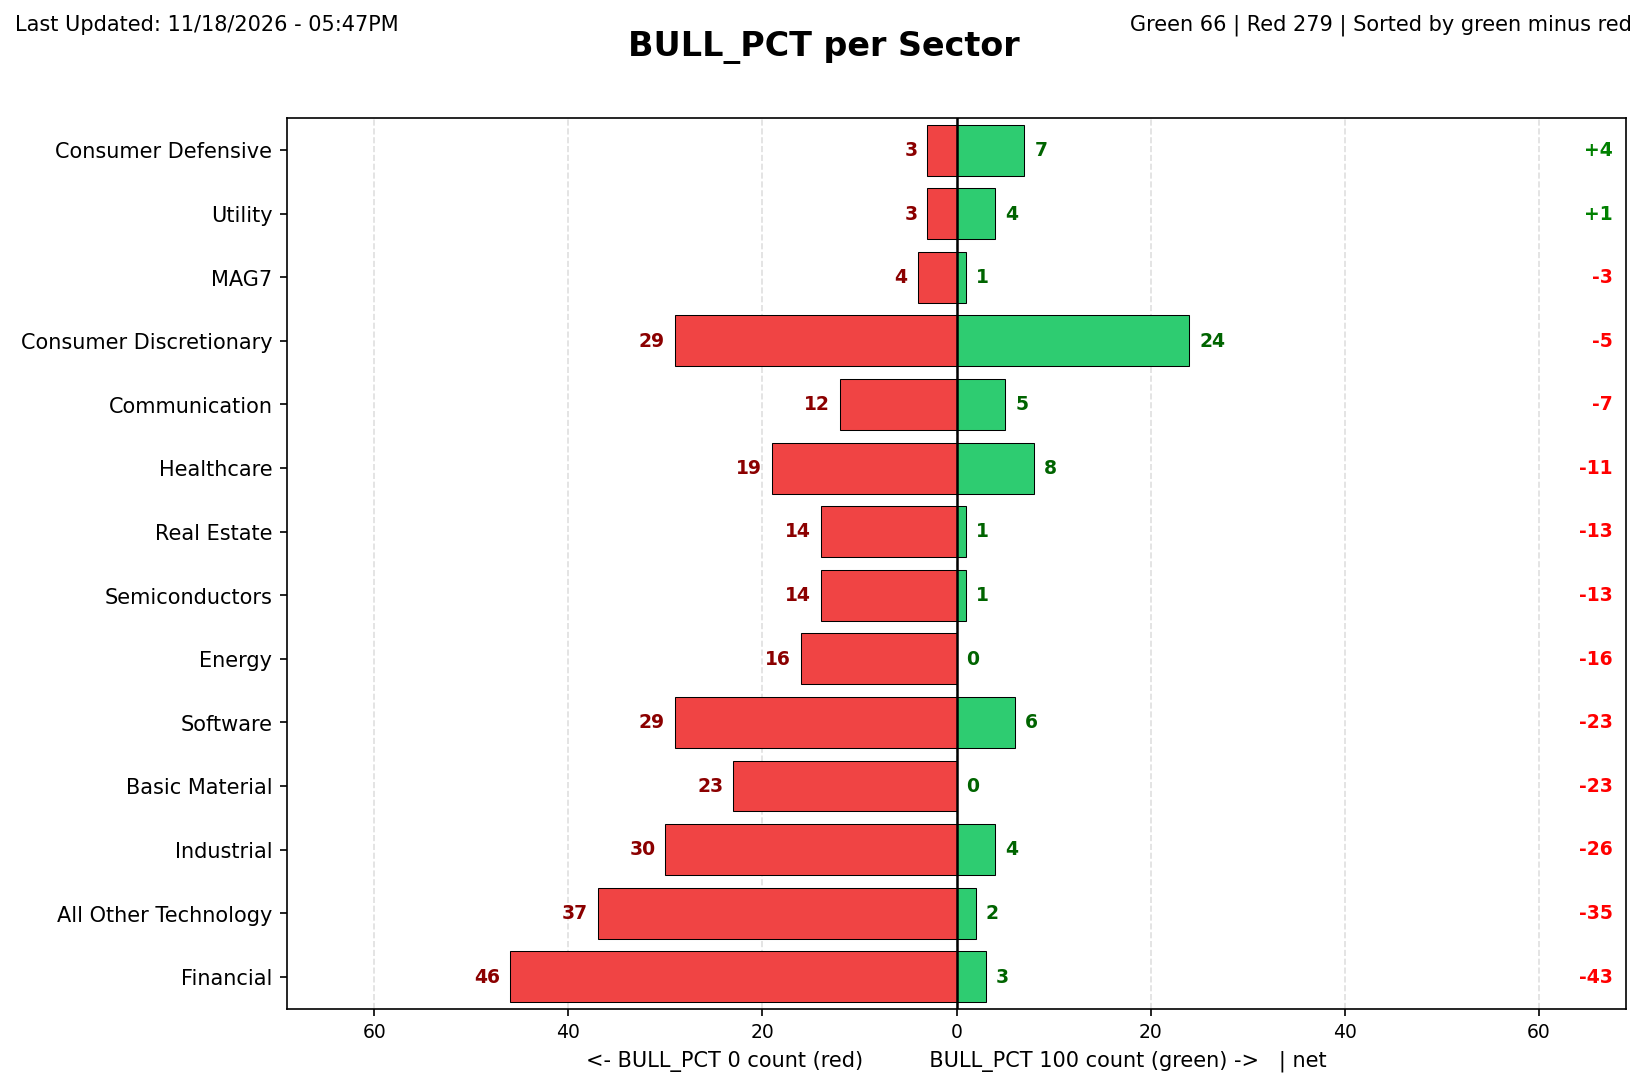 Last Updated: 11/18/2026 - 05:47PM
Green 66 | Red 279 | Sorted by green minus red
BULL_PCT per Sector
Consumer Defensive 3 7 +4
Utility 3 4 +1
MAG7 4 1 -3
Consumer Discretionary 29 24 -5
Communication 12 5 -7
Healthcare 19 8 -11
Real Estate 14 1 -13
Semiconductors 14 1 -13
Energy 16 0 -16
Software 29 6 -23
Basic Material 23 0 -23
Industrial 30 4 -26
All Other Technology 37 2 -35
Financial 46 3 -43
60 40 20 0 20 40 60
<- BULL_PCT 0 count (red) BULL_PCT 100 count (green) -> | net